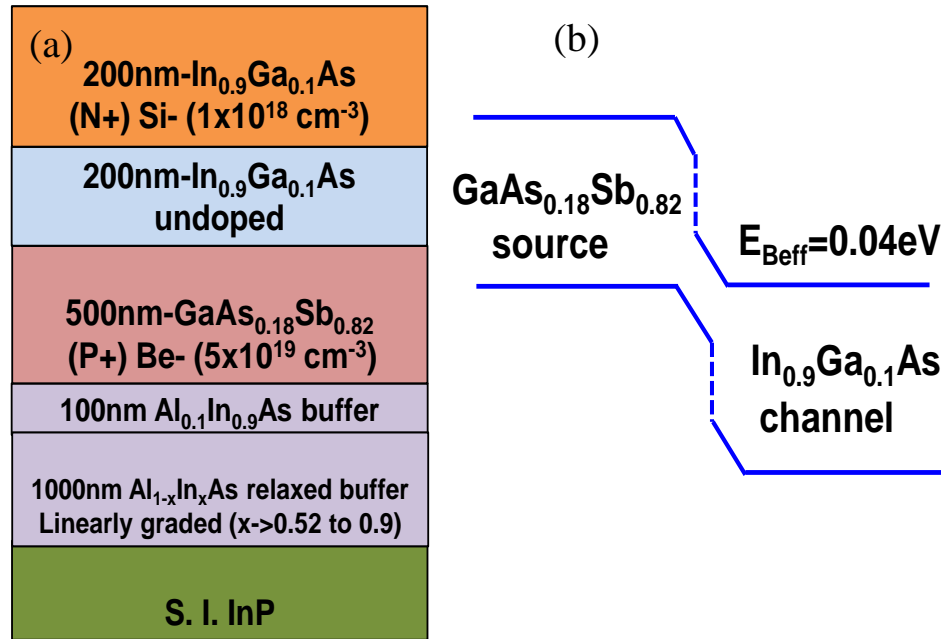 (a)
200nm-In₀.₉Ga₀.₁As
(N+) Si- (1x10¹⁸ cm⁻³)
200nm-In₀.₉Ga₀.₁As
undoped
500nm-GaAs₀.₁₈Sb₀.₈₂
(P+) Be- (5x10¹⁹ cm⁻³)
100nm Al₀.₁In₀.₉As buffer
1000nm Al₁₋ₓInₓAs relaxed buffer
Linearly graded (x->0.52 to 0.9)
S. I. InP
(b)
GaAs₀.₁₈Sb₀.₈₂
source
E_Beff=0.04eV
In₀.₉Ga₀.₁As
channel